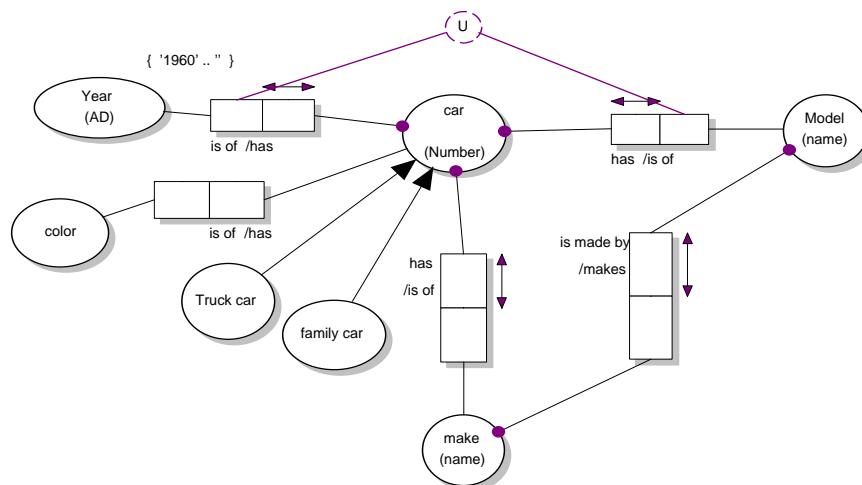 U
{ '1960' .. '' }
Year
(AD)
car
(Number)
Model
(name)
is of /has
has /is of
color
is of /has
Truck car
family car
has
/is of
is made by
/makes
make
(name)